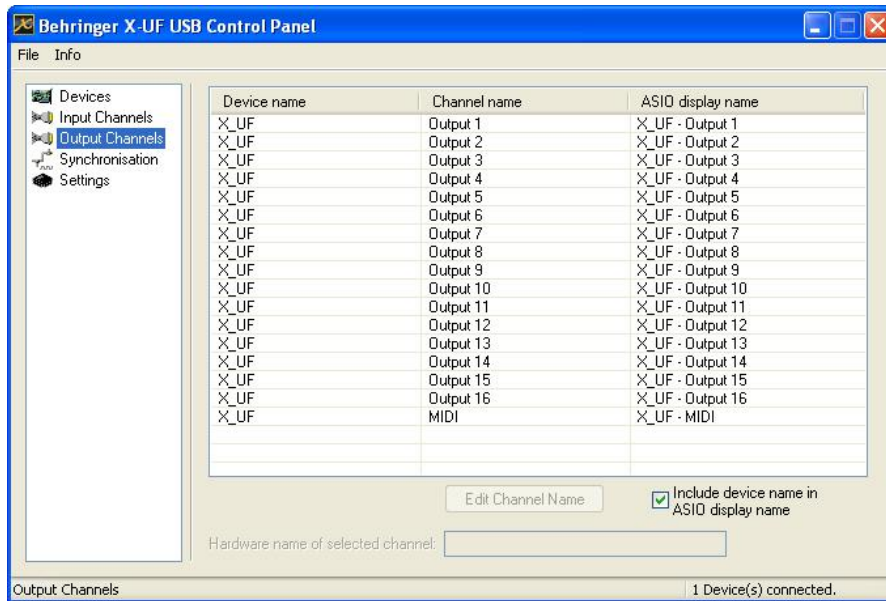 Behringer X-UF USB Control Panel
File Info
Devices
Input Channels
Output Channels
Synchronisation
Settings
Device name Channel name ASIO display name
X_UF Output 1 X_UF - Output 1
X_UF Output 2 X_UF - Output 2
X_UF Output 3 X_UF - Output 3
X_UF Output 4 X_UF - Output 4
X_UF Output 5 X_UF - Output 5
X_UF Output 6 X_UF - Output 6
X_UF Output 7 X_UF - Output 7
X_UF Output 8 X_UF - Output 8
X_UF Output 9 X_UF - Output 9
X_UF Output 10 X_UF - Output 10
X_UF Output 11 X_UF - Output 11
X_UF Output 12 X_UF - Output 12
X_UF Output 13 X_UF - Output 13
X_UF Output 14 X_UF - Output 14
X_UF Output 15 X_UF - Output 15
X_UF Output 16 X_UF - Output 16
X_UF MIDI X_UF - MIDI
Edit Channel Name
Include device name in
ASIO display name
Hardware name of selected channel:
Output Channels 1 Device(s) connected.